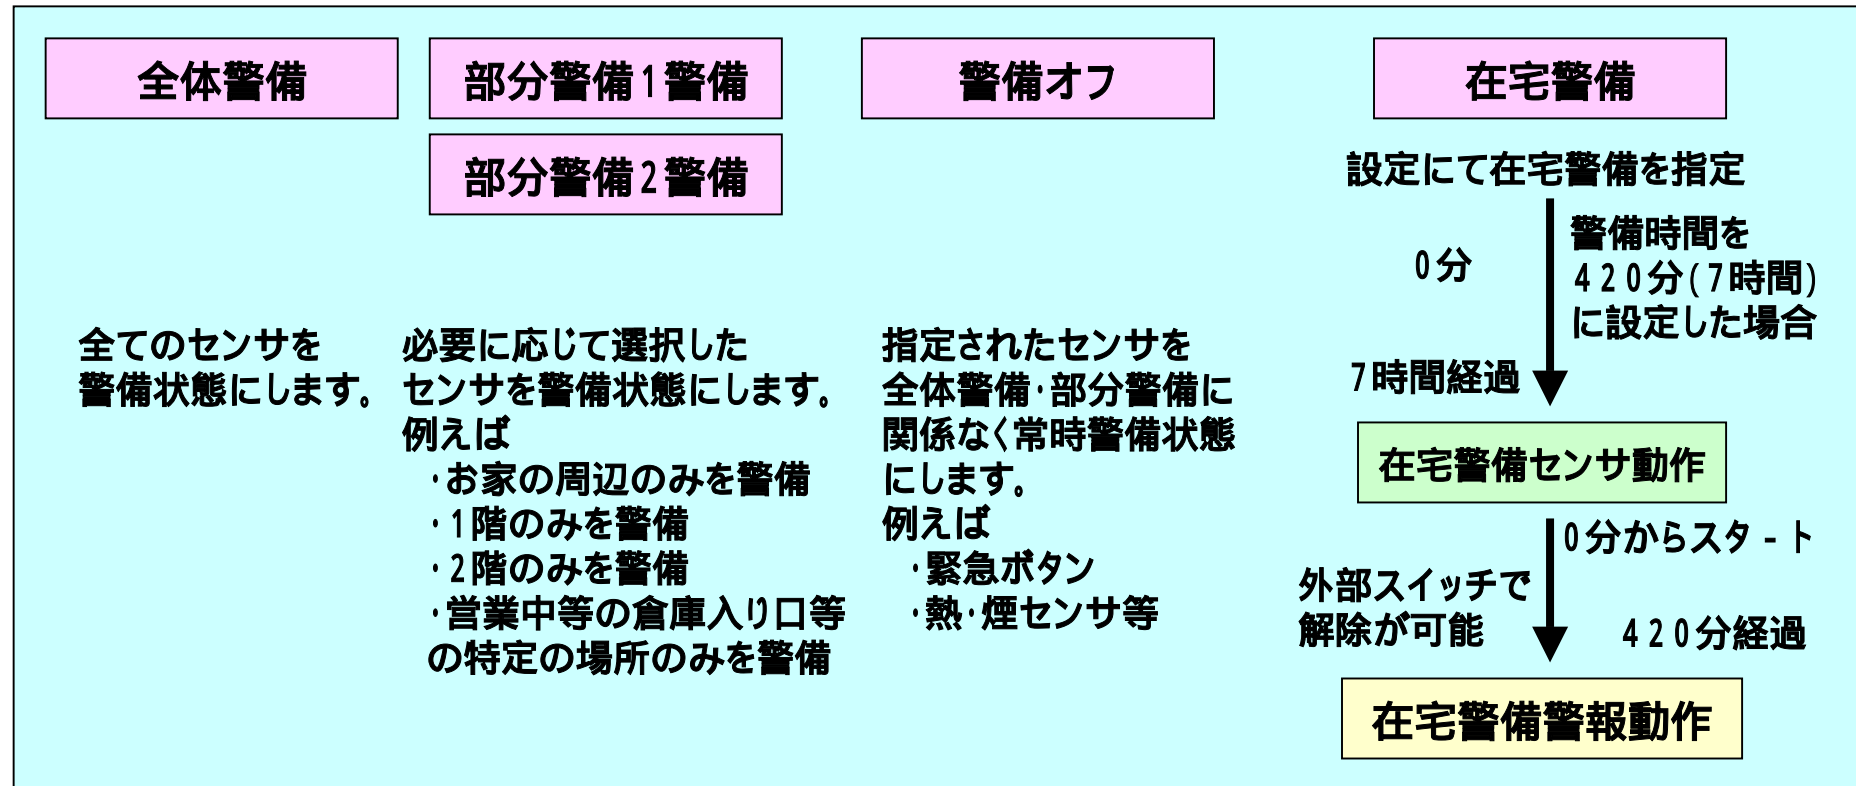 全体警備
部分警備1警備
部分警備2警備
警備オフ
在宅警備
全てのセンサを
警備状態にします。
必要に応じて選択した
センサを警備状態にします。
例えば
・お家の周辺のみを警備
・1階のみを警備
・2階のみを警備
・営業中等の倉庫入り口等
の特定の場所のみを警備
指定されたセンサを
全体警備・部分警備に
関係なく常時警備状態
にします。
例えば
・緊急ボタン
・熱・煙センサ等
設定にて在宅警備を指定
0分
警備時間を
420分(7時間)
に設定した場合
7時間経過
在宅警備センサ動作
0分からスタ-ト
外部スイッチで
解除が可能
420分経過
在宅警備警報動作